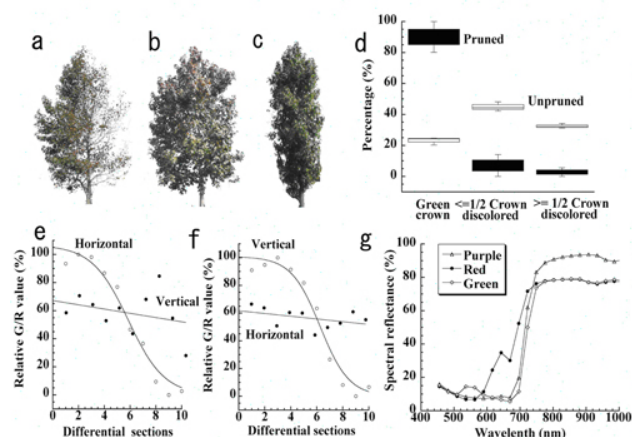 a
b
c
d
Percentage (%)
100
80
60
40
20
0
Pruned
Unpruned
Green crown
<=1/2 Crown discolored
>= 1/2 Crown discolored
e
Relative G/R value (%)
100
80
60
40
20
0
Horizontal
Vertical
0 2 4 6 8 10
Differential sections
f
Relative G/R value (%)
100
80
60
40
20
0
Vertical
Horizontal
0 2 4 6 8 10
Differential sections
g
Spectral reflectance (%)
100
80
60
40
20
0
Purple
Red
Green
400 500 600 700 800 900 1000
Wavelenth (nm)